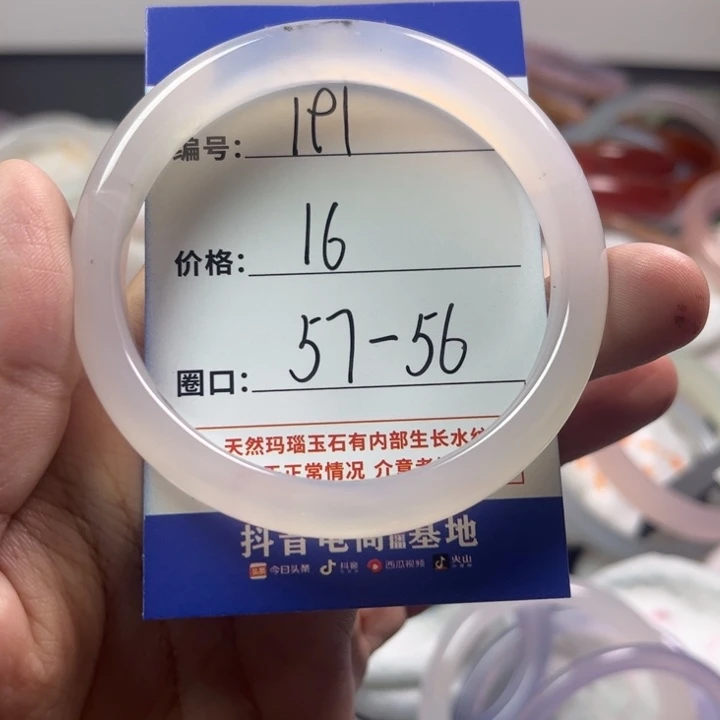 编号: 191
价格: 16
圈口: 57-56
天然玛瑙玉石有内部生长水纹
正常情况 介意者
抖音电商 基地
今日头条 抖音 西瓜视频 火山